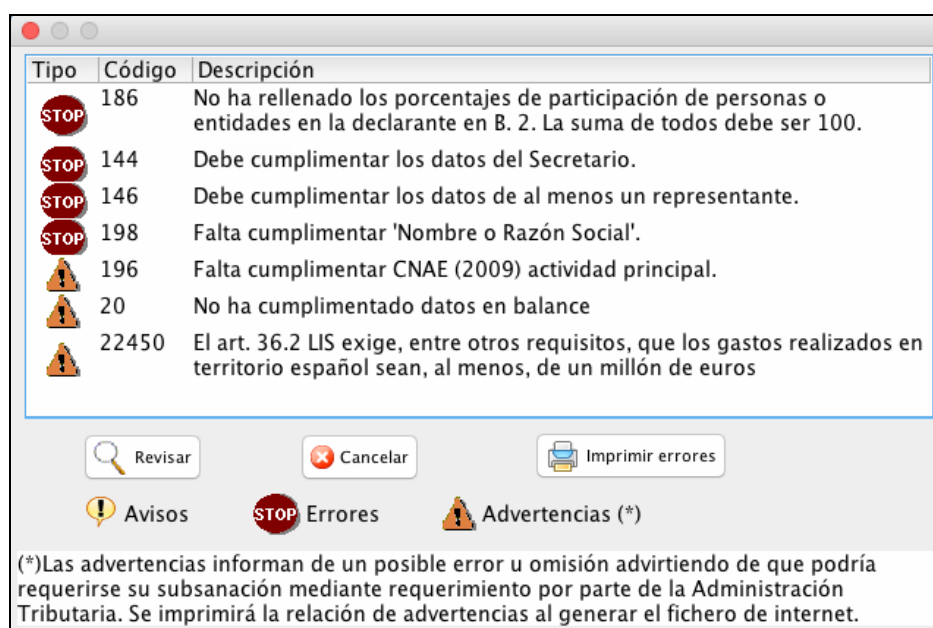 Tipo Código Descripción
STOP 186 No ha rellenado los porcentajes de participación de personas o
entidades en la declarante en B. 2. La suma de todos debe ser 100.
STOP 144 Debe cumplimentar los datos del Secretario.
STOP 146 Debe cumplimentar los datos de al menos un representante.
STOP 198 Falta cumplimentar 'Nombre o Razón Social'.
196 Falta cumplimentar CNAE (2009) actividad principal.
20 No ha cumplimentado datos en balance
22450 El art. 36.2 LIS exige, entre otros requisitos, que los gastos realizados en
territorio español sean, al menos, de un millón de euros
Revisar Cancelar Imprimir errores
Avisos STOP Errores Advertencias (*)
(*)Las advertencias informan de un posible error u omisión advirtiendo de que podría
requerirse su subsanación mediante requerimiento por parte de la Administración
Tributaria. Se imprimirá la relación de advertencias al generar el fichero de internet.